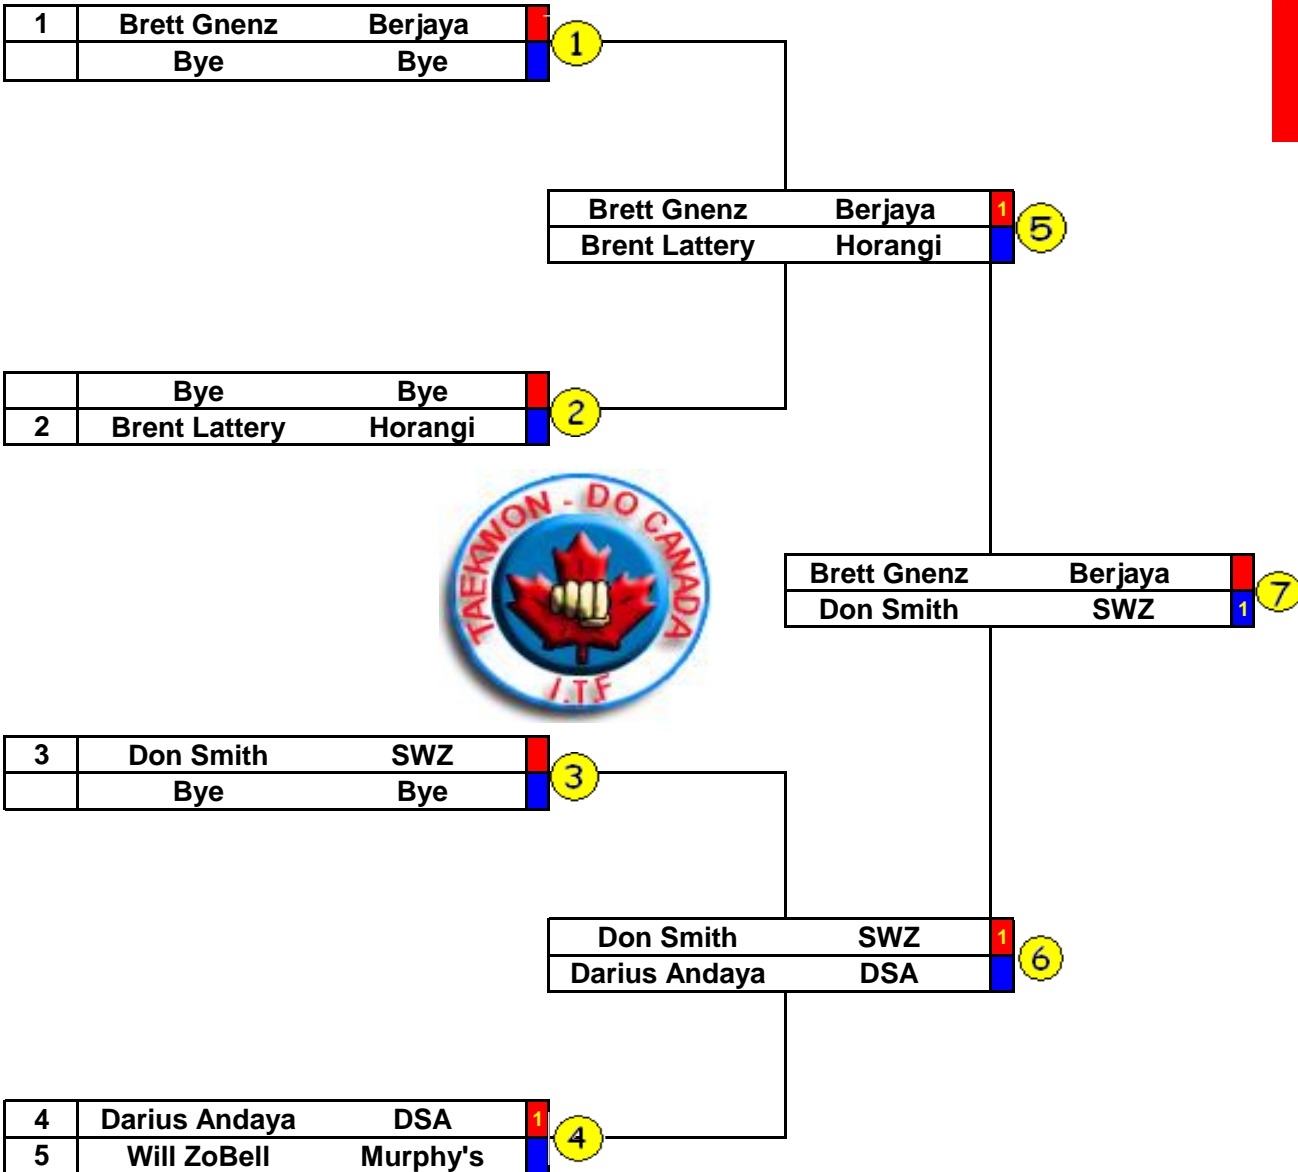 1 Brett Gnenz Berjaya
Bye Bye
1
Brett Gnenz Berjaya 1
Brent Lattery Horangi
5
Bye Bye
2 Brent Lattery Horangi
2
TAEKWON - DO CANADA
I.T.F
Brett Gnenz Berjaya
Don Smith SWZ 1
7
3 Don Smith SWZ
Bye Bye
3
Don Smith SWZ 1
Darius Andaya DSA
6
4 Darius Andaya DSA 1
5 Will ZoBell Murphy's
4